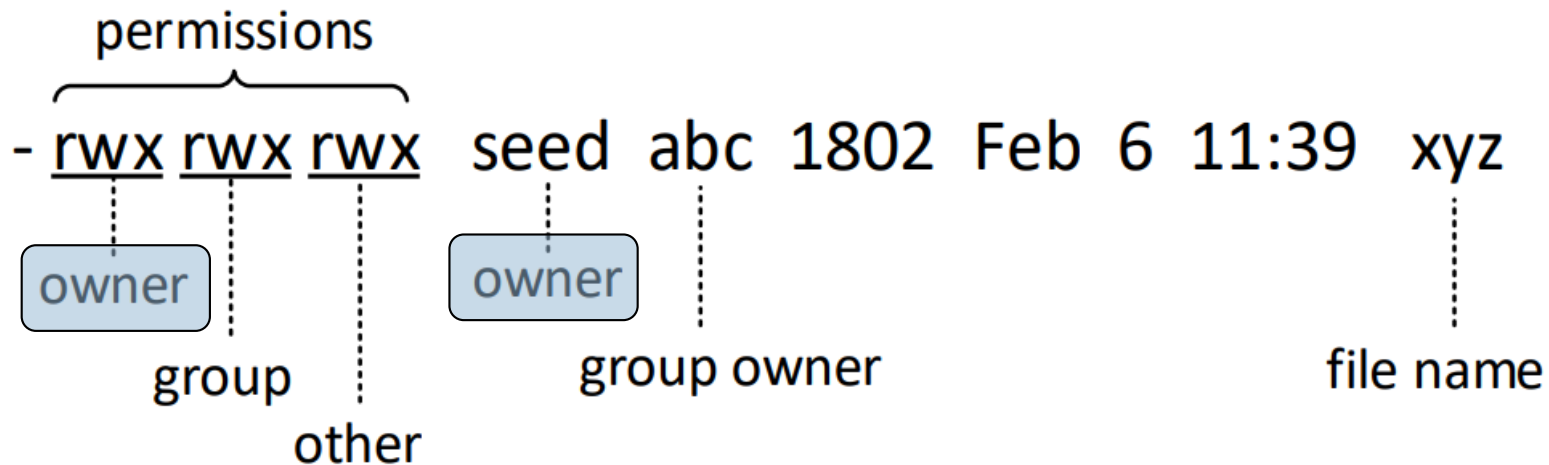 permissions
- rwx rwx rwx seed abc 1802 Feb 6 11:39 xyz
owner owner
group group owner file name
other